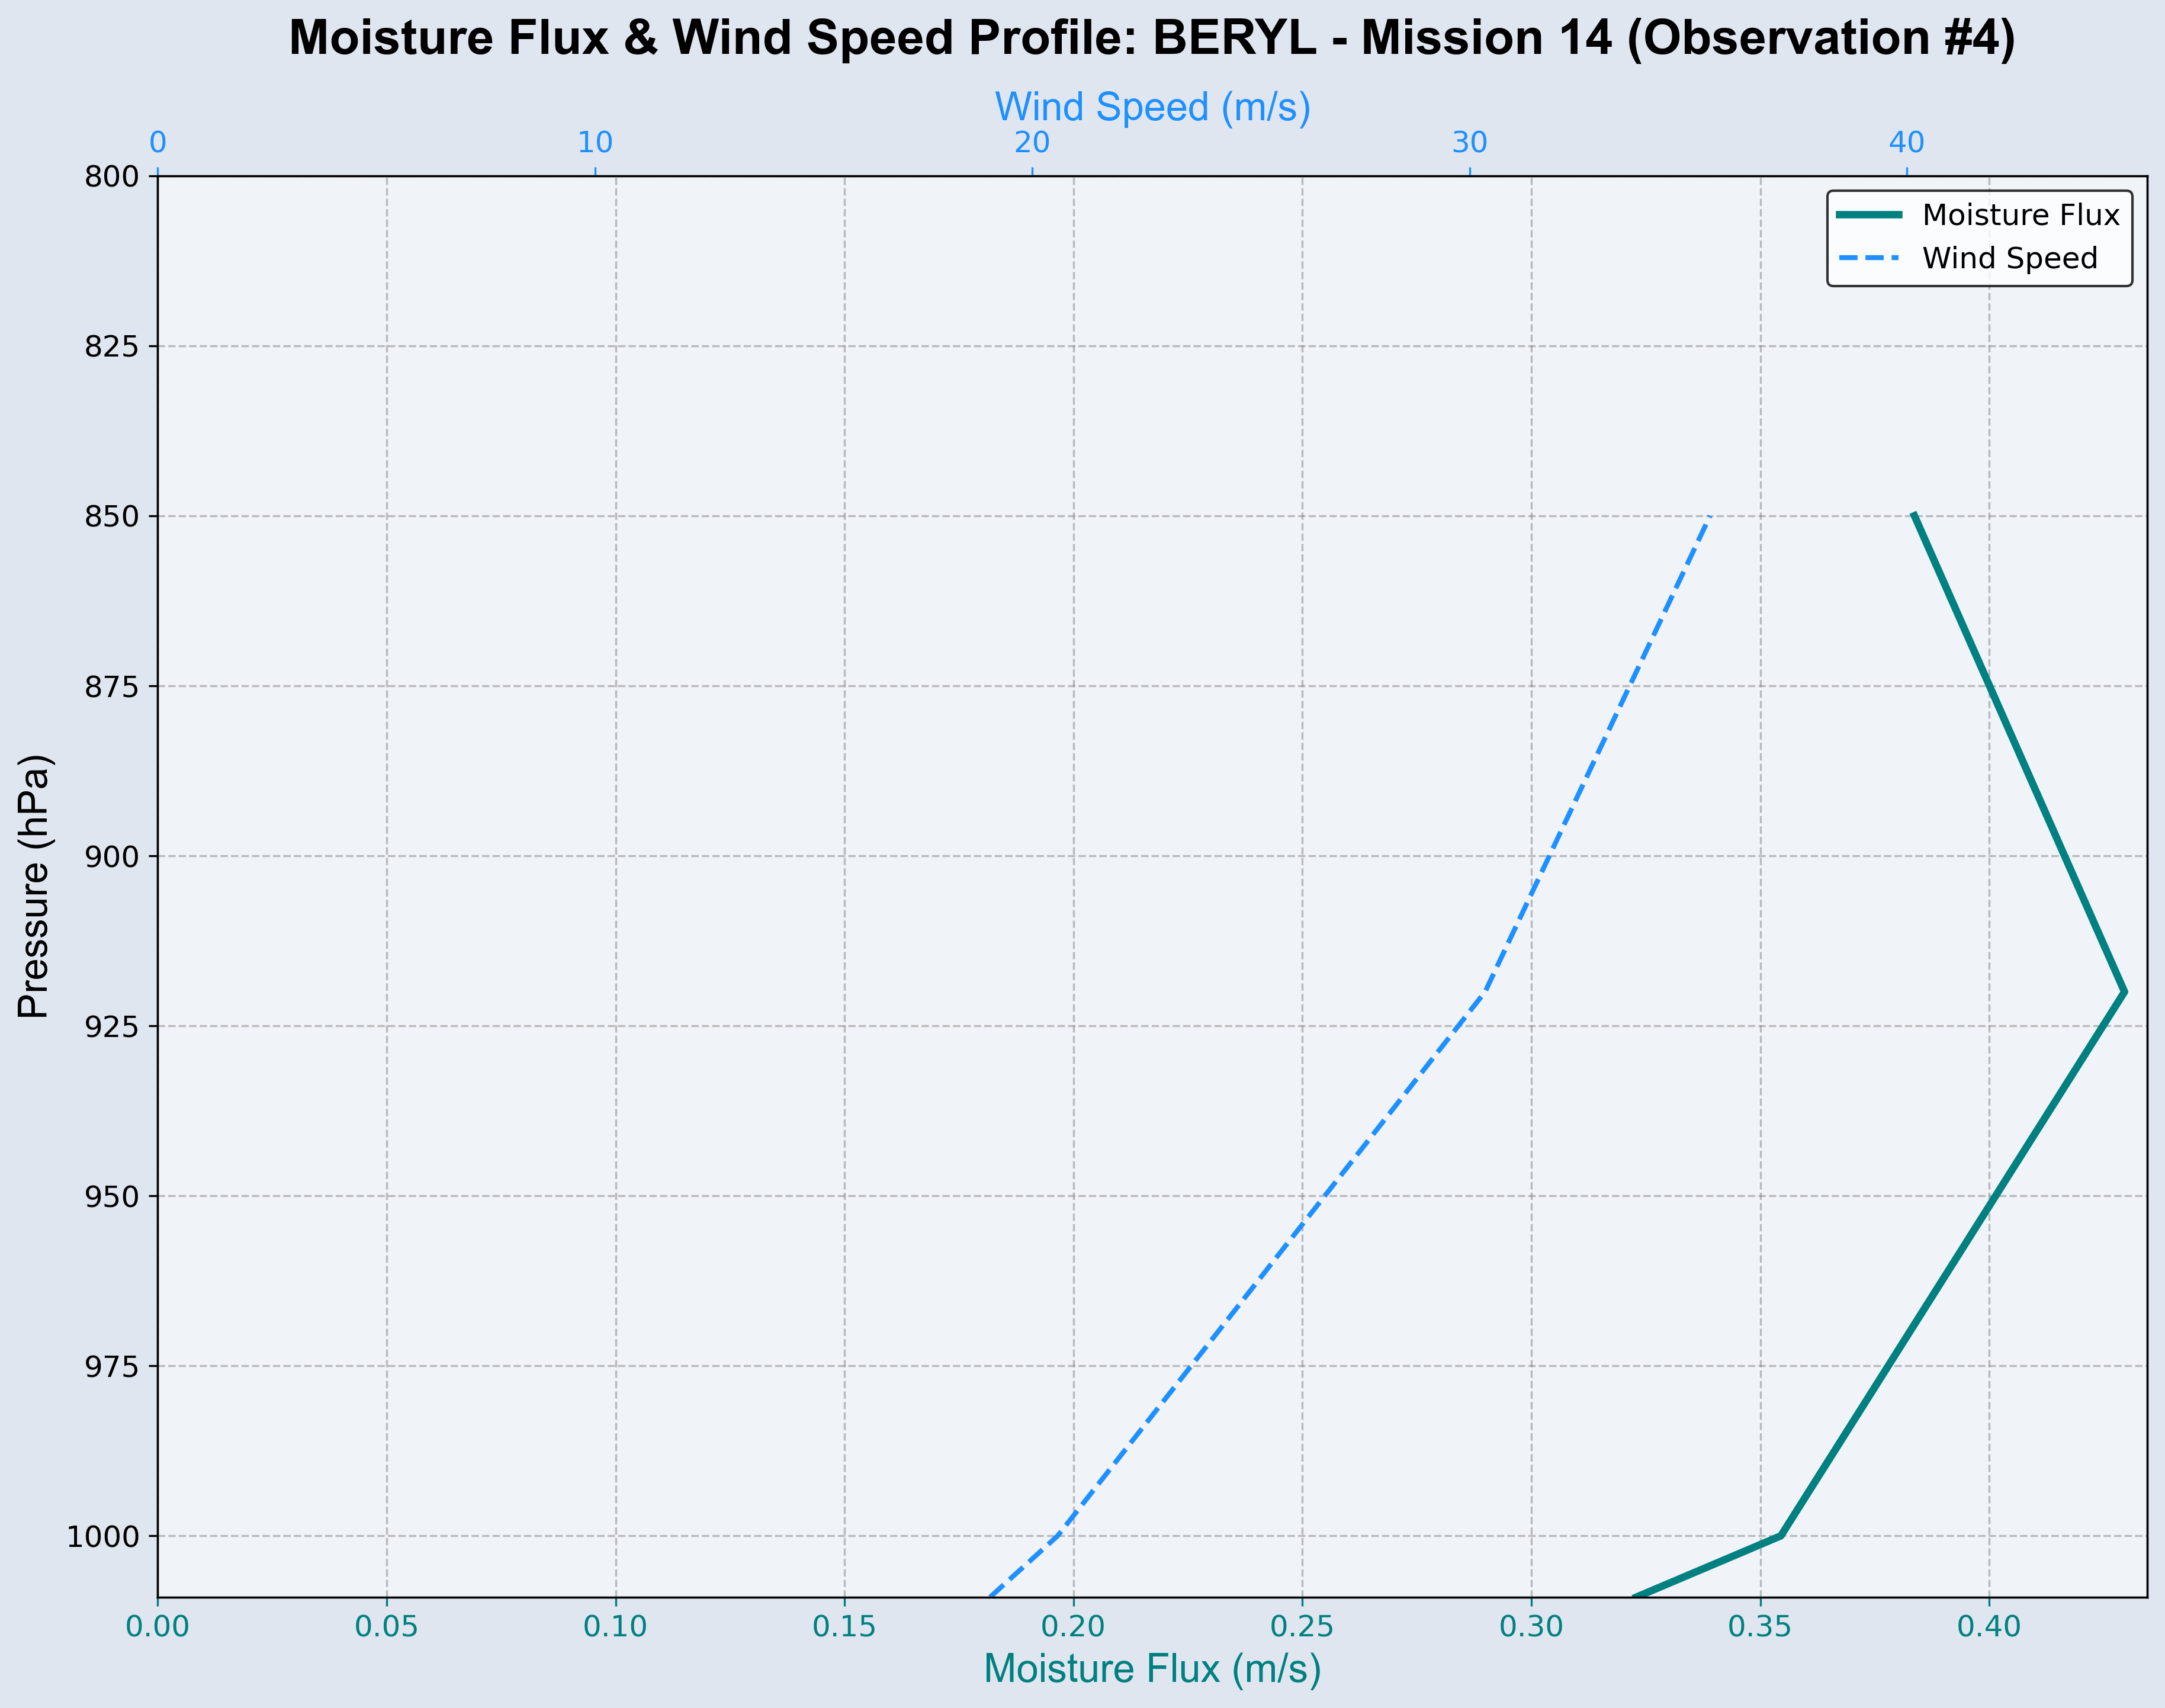 Moisture Flux & Wind Speed Profile: BERYL - Mission 14 (Observation #4)
Wind Speed (m/s)
0 10 20 30 40
Moisture Flux
Wind Speed
800
825
850
875
900
925
950
975
1000
Pressure (hPa)
0.00 0.05 0.10 0.15 0.20 0.25 0.30 0.35 0.40
Moisture Flux (m/s)